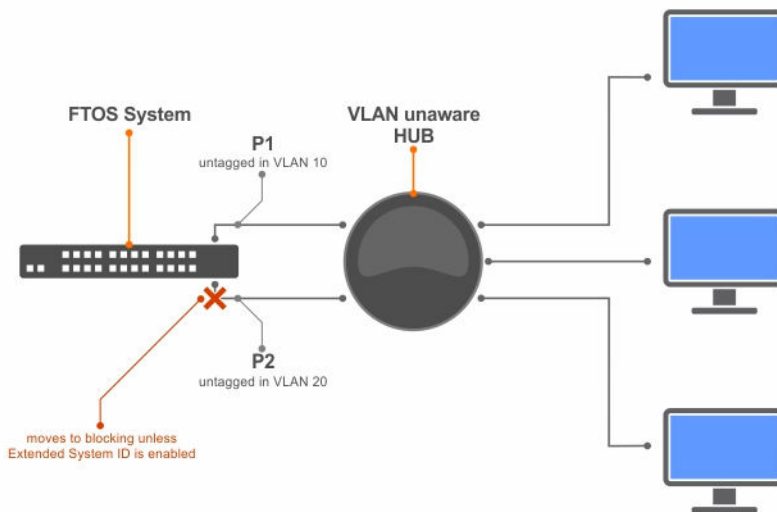 FTOS System
VLAN unaware
HUB
P1
untagged in VLAN 10
P2
untagged in VLAN 20
moves to blocking unless
Extended System ID is enabled